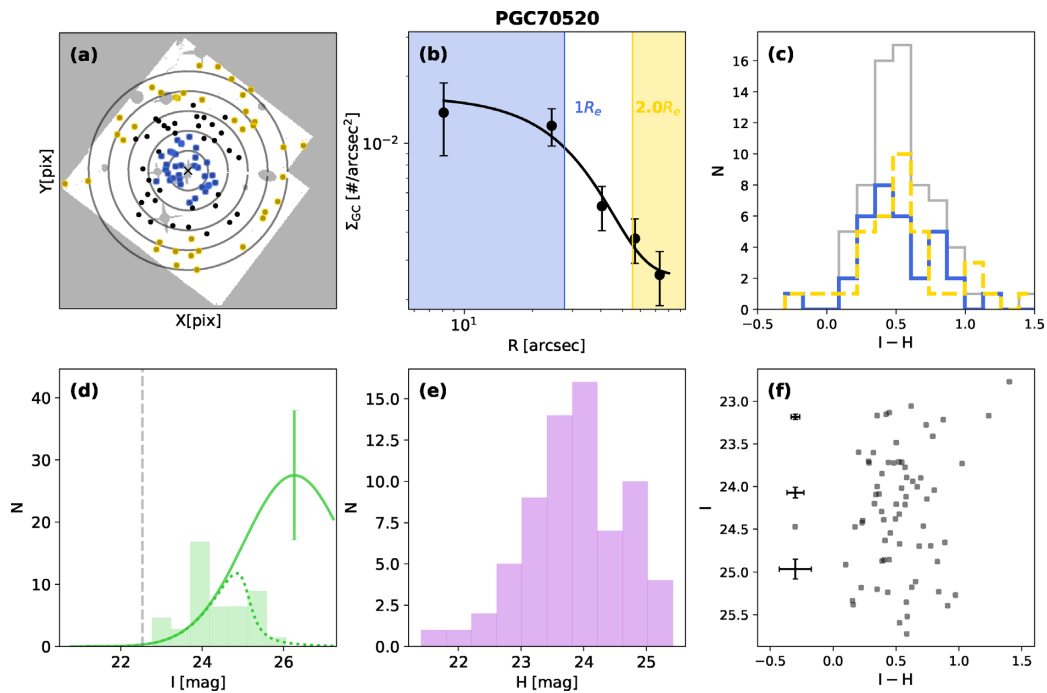 PGC70520
(a)
Y[pix]
X[pix]
(b)
1Rₑ
2.0Rₑ
Σ_GC [#/arcsec²]
10⁻²
10¹
R [arcsec]
(c)
N
16
14
12
10
8
6
4
2
0
−0.5 0.0 0.5 1.0 1.5
I − H
(d)
N
40
30
20
10
0
22 24 26
I [mag]
(e)
N
15.0
12.5
10.0
7.5
5.0
2.5
0.0
22 23 24 25
H [mag]
(f)
I
23.0
23.5
24.0
24.5
25.0
25.5
−0.5 0.0 0.5 1.0 1.5
I − H